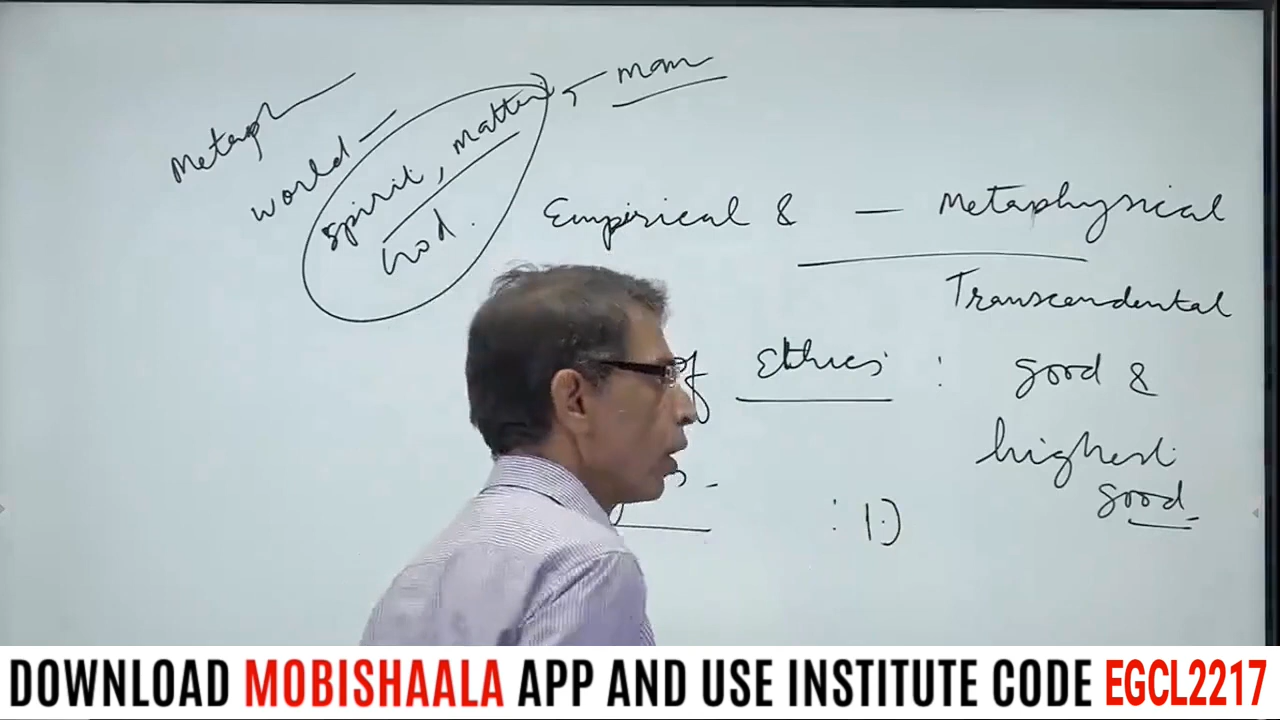 Metaph
world –
spirit, matter, – man
God.
Empirical & – Metaphysical
Transcendental
of Ethics : good &
highest
good
: 1)
DOWNLOAD MOBISHAALA APP AND USE INSTITUTE CODE EGCL2217